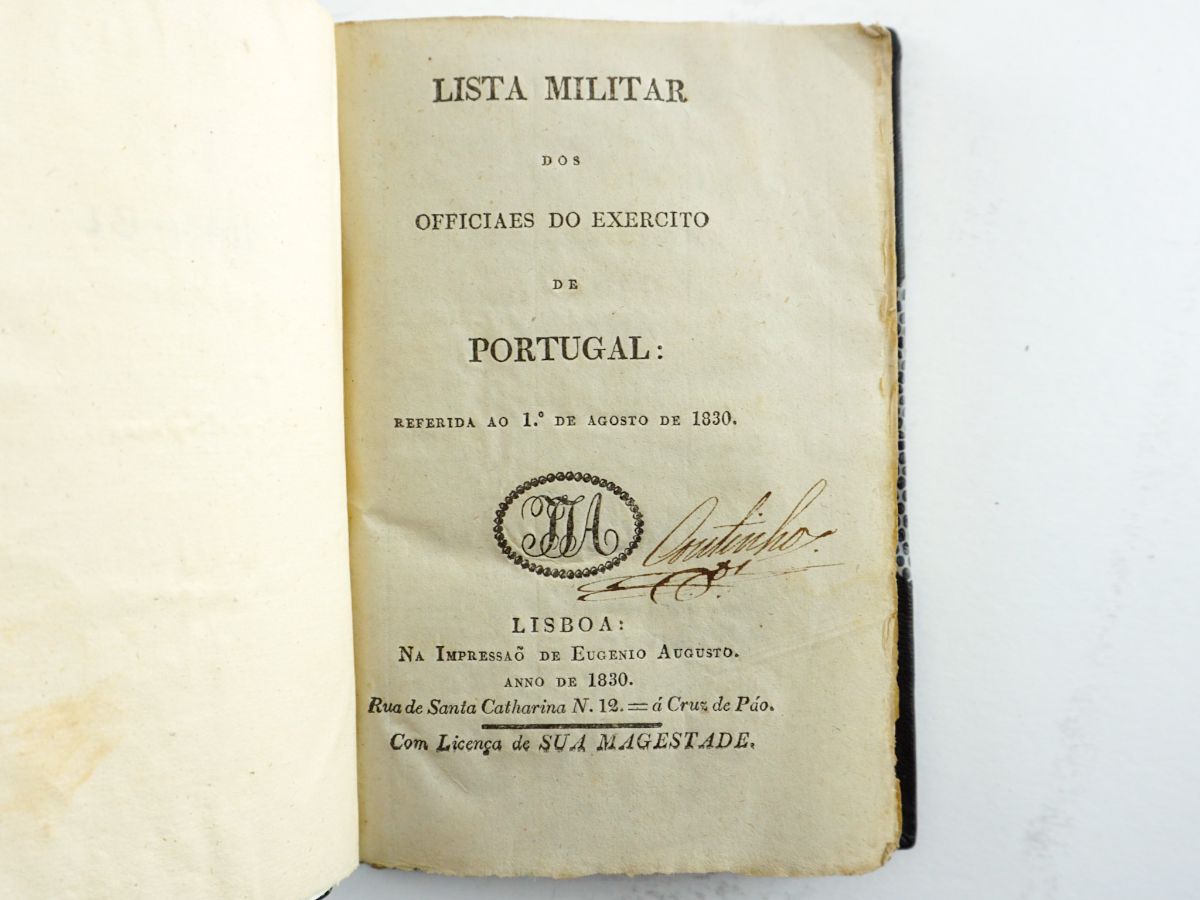 LISTA MILITAR
DOS
OFFICIAES DO EXERCITO
DE
PORTUGAL:
REFERIDA AO 1.º DE AGOSTO DE 1830.
Coutinho.
LISBOA:
NA IMPRESSAÕ DE EUGENIO AUGUSTO.
ANNO DE 1830.
Rua de Santa Catharina N. 12. = á Cruz de Páo.
Com Licença de SUA MAGESTADE.